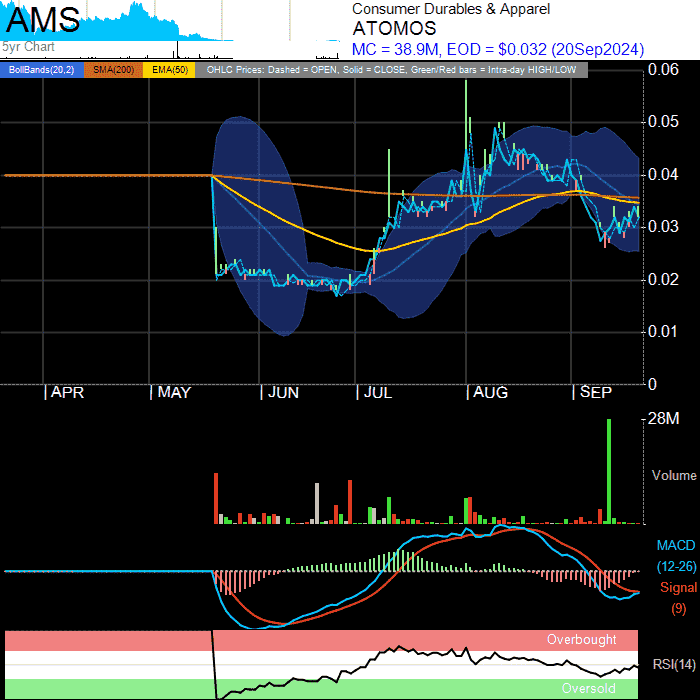 AMS
5yr Chart
Consumer Durables & Apparel
ATOMOS
MC = 38.9M, EOD = $0.032 (20Sep2024)
BollBands(20,2) SMA(200) EMA(50) OHLC Prices: Dashed = OPEN, Solid = CLOSE, Green/Red bars = Intra-day HIGH/LOW
0.06
0.05
0.04
0.03
0.02
0.01
0
| APR | MAY | JUN | JUL | AUG | SEP
28M
Volume
MACD
(12-26)
Signal
(9)
Overbought
RSI(14)
Oversold